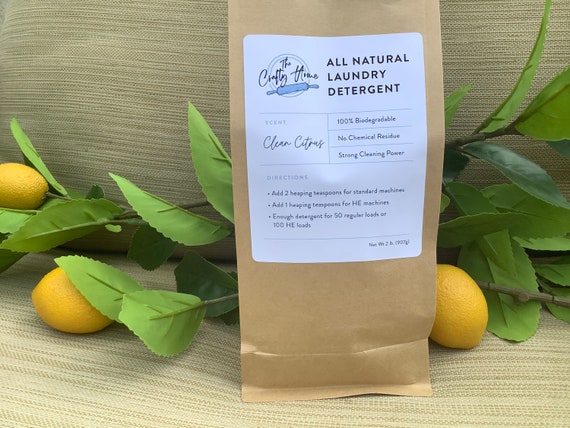 The
Crafty Home
ALL NATURAL
LAUNDRY
DETERGENT
SCENT
Clean Citrus
100% Biodegradable
No Chemical Residue
Strong Cleaning Power
DIRECTIONS
• Add 2 heaping teaspoons for standard machines
• Add 1 heaping teaspoons for HE machines
• Enough detergent for 50 regular loads or
100 HE loads
Net Wt 2 lb. (907g)